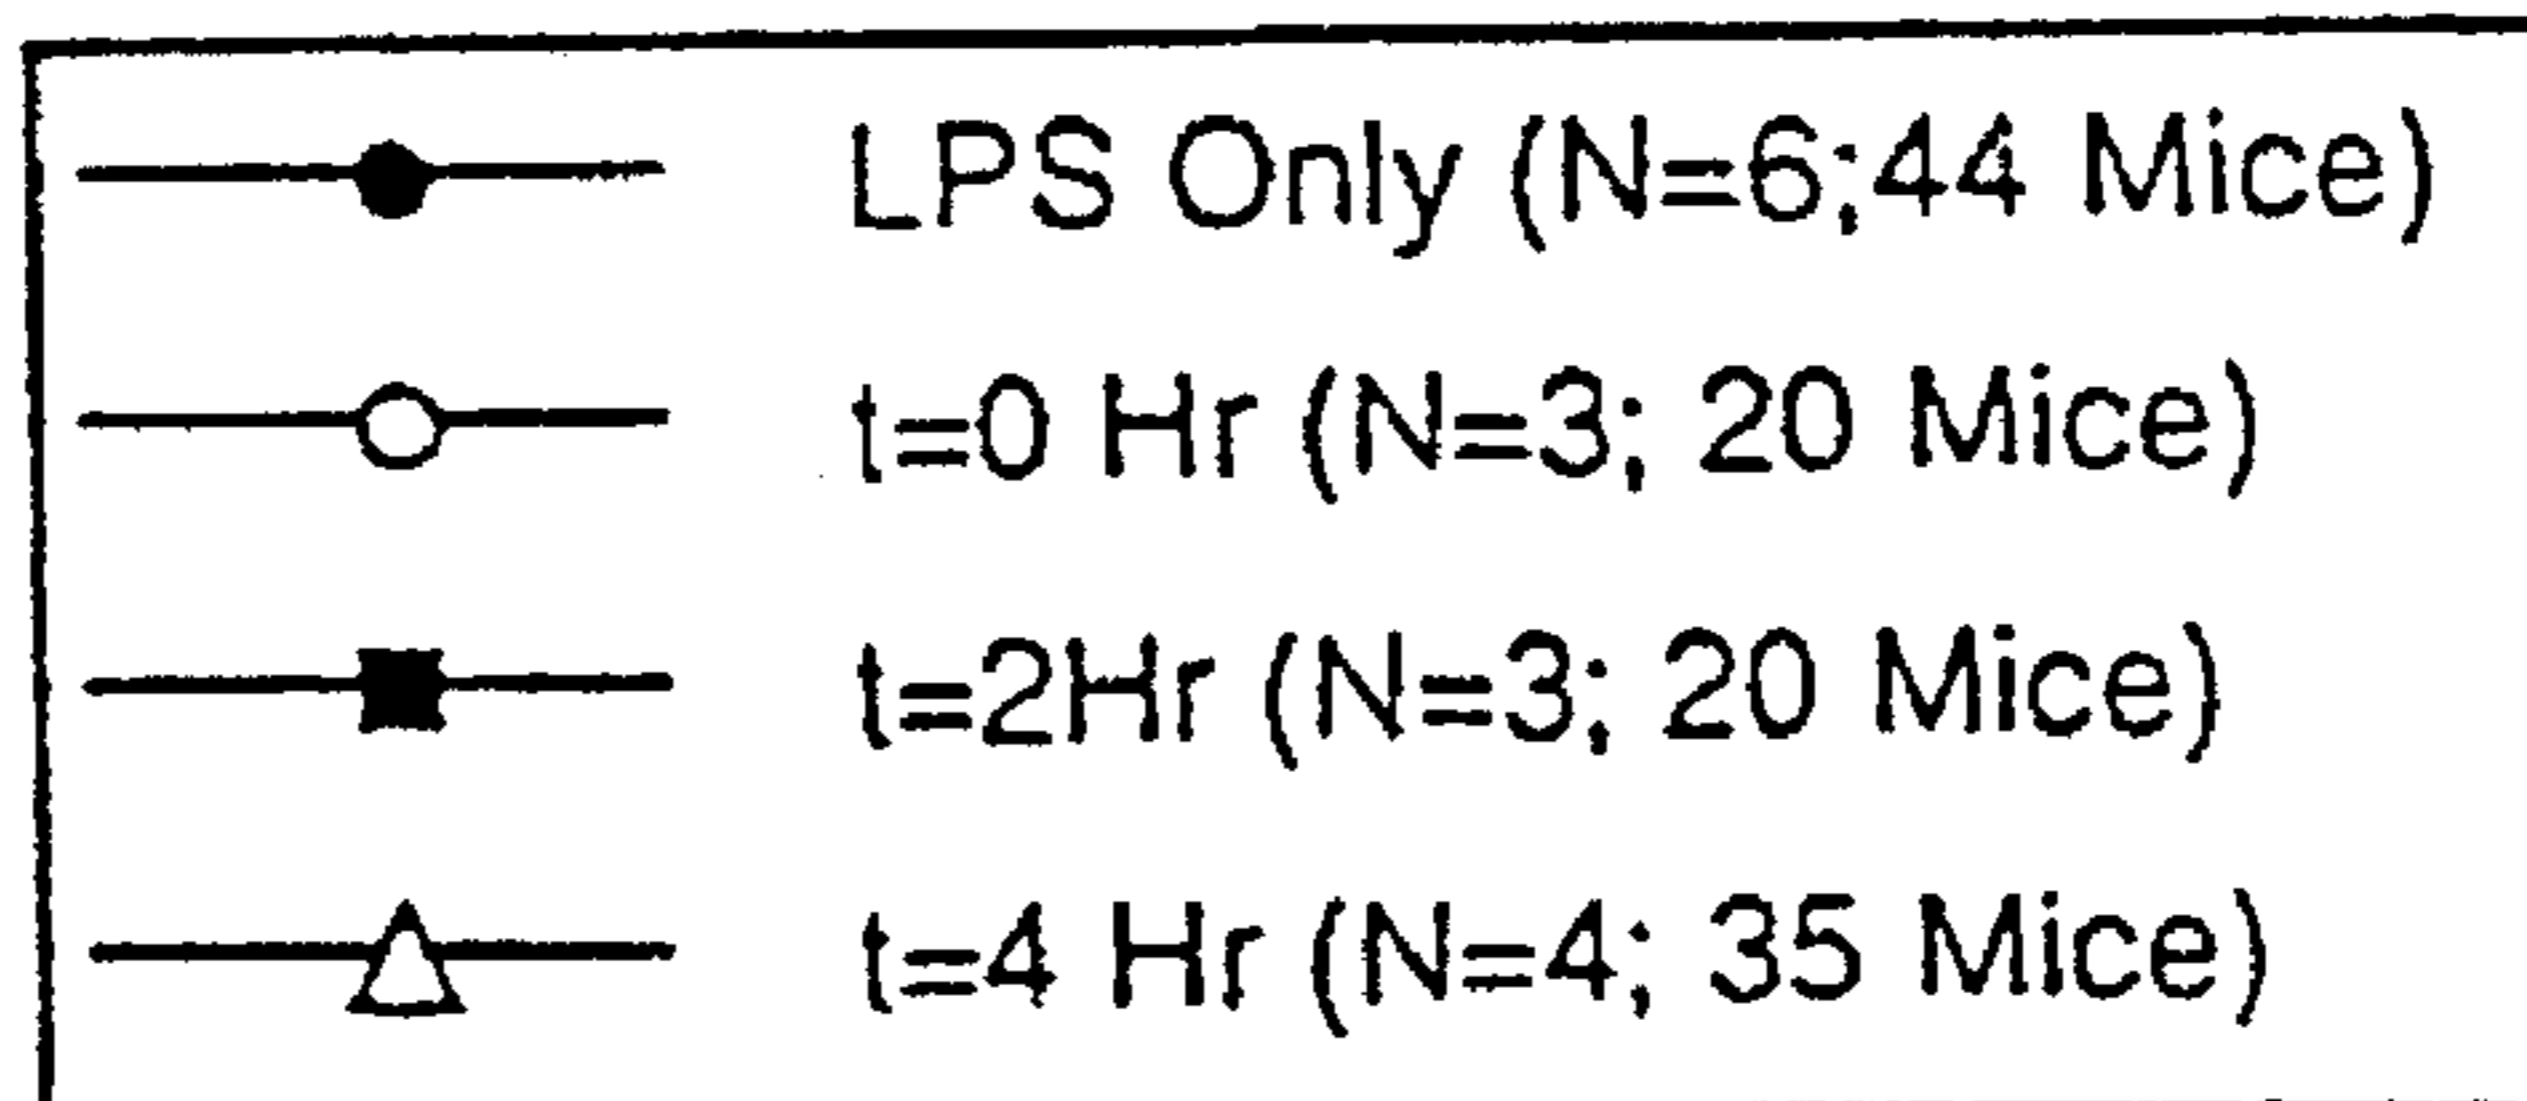 LPS Only (N=6;44 Mice)
t=0 Hr (N=3; 20 Mice)
t=2Hr (N=3; 20 Mice)
t=4 Hr (N=4; 35 Mice)